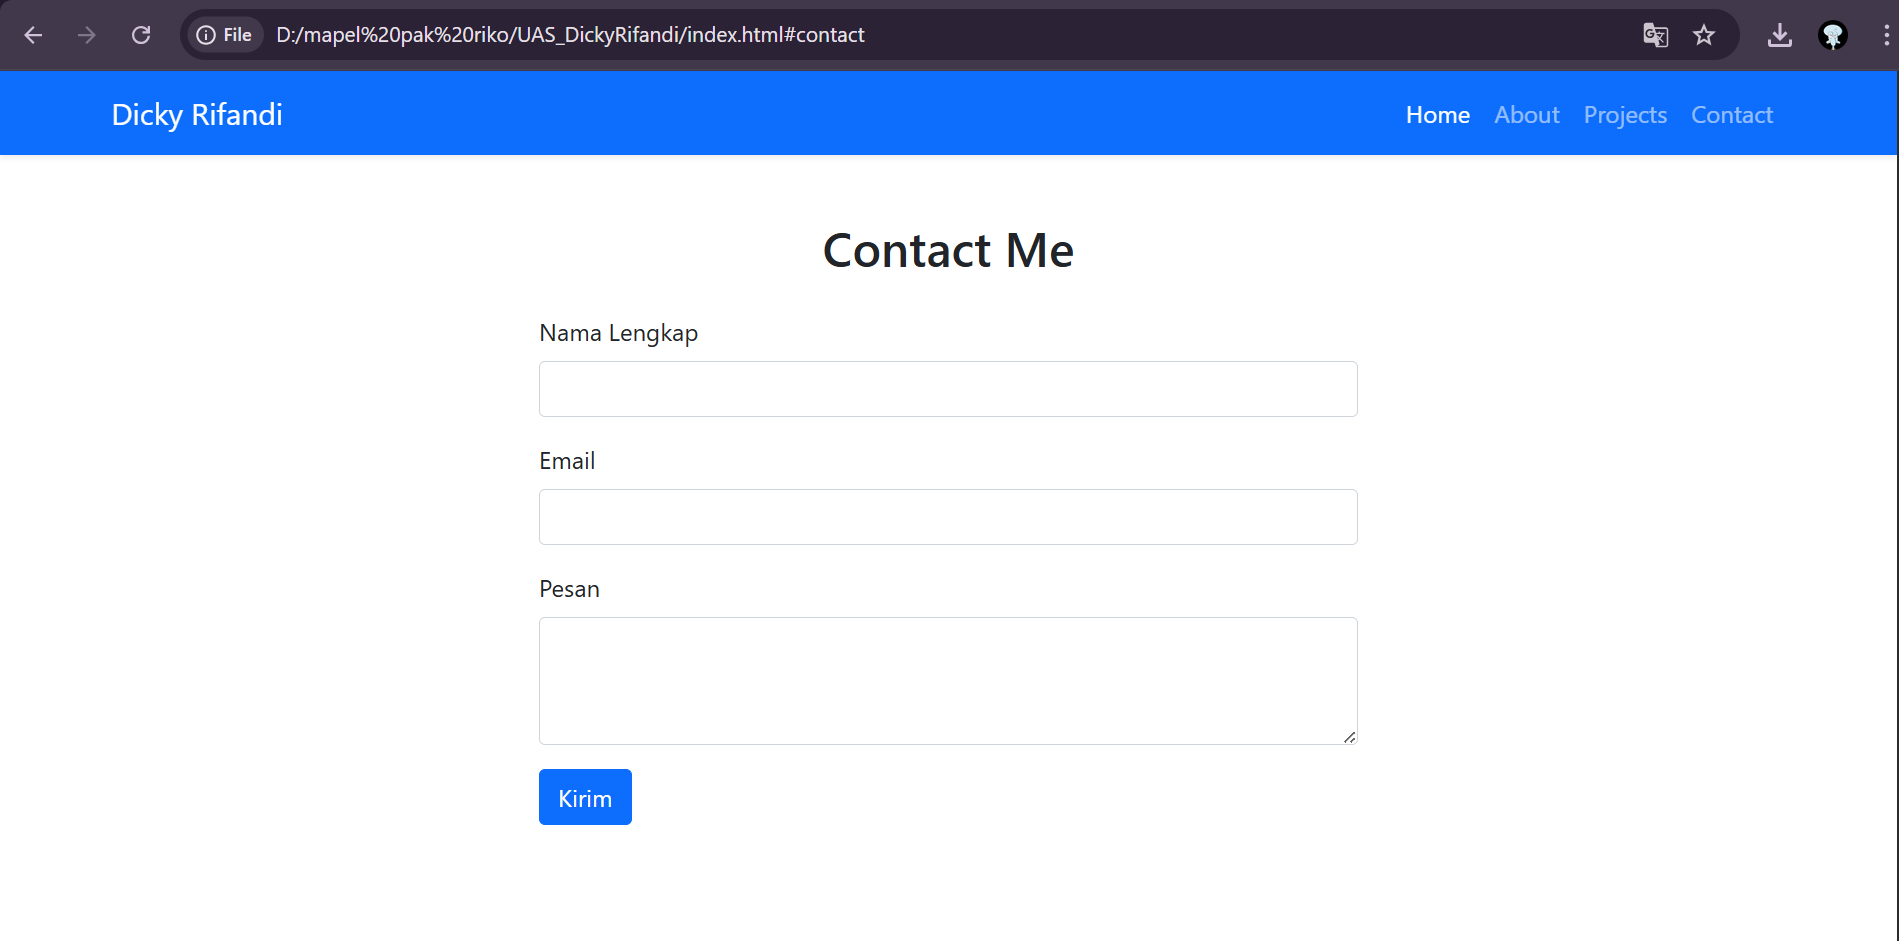 File D:/mapel%20pak%20riko/UAS_DickyRifandi/index.html#contact
Dicky Rifandi Home About Projects Contact
Contact Me
Nama Lengkap
Email
Pesan
Kirim